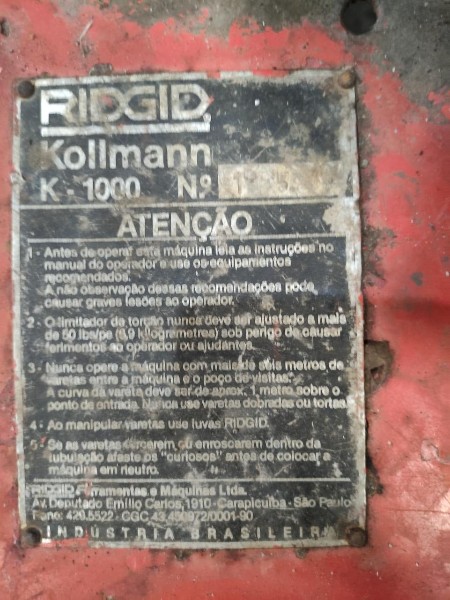 RIDGID
Kollmann
K - 1000 Nº
ATENÇÃO
1 - Antes de operar esta máquina leia as instruções no
manual do operador e use os equipamentos
recomendados.
A não observação dessas recomendações pode
causar graves lesões ao operador.
2 - O limitador de torção nunca deve ser ajustado a mais
de 50 lbs/pé (6,9 kilogrametres) sob perigo de causar
ferimentos ao operador ou ajudantes.
3 - Nunca opere a máquina com mais de seis metros de
varetas entre a máquina e o poço de visitas.
A curva da vareta deve ser de aprox. 1 metro sobre o
ponto de entrada. Nunca use varetas dobradas ou tortas.
4 - Ao manipular varetas use luvas RIDGID.
5 - Se as varetas torcerem ou enroscarem dentro da
tubulação afaste os "curiosos" antes de colocar a
máquina em neutro.
RIDGID Ferramentas e Máquinas Ltda.
Av. Deputado Emílio Carlos, 1910 - Carapicuiba - São Paulo
Fone: 429.5522 - CGC 43,450972/0001-90
INDÚSTRIA BRASILEIRA